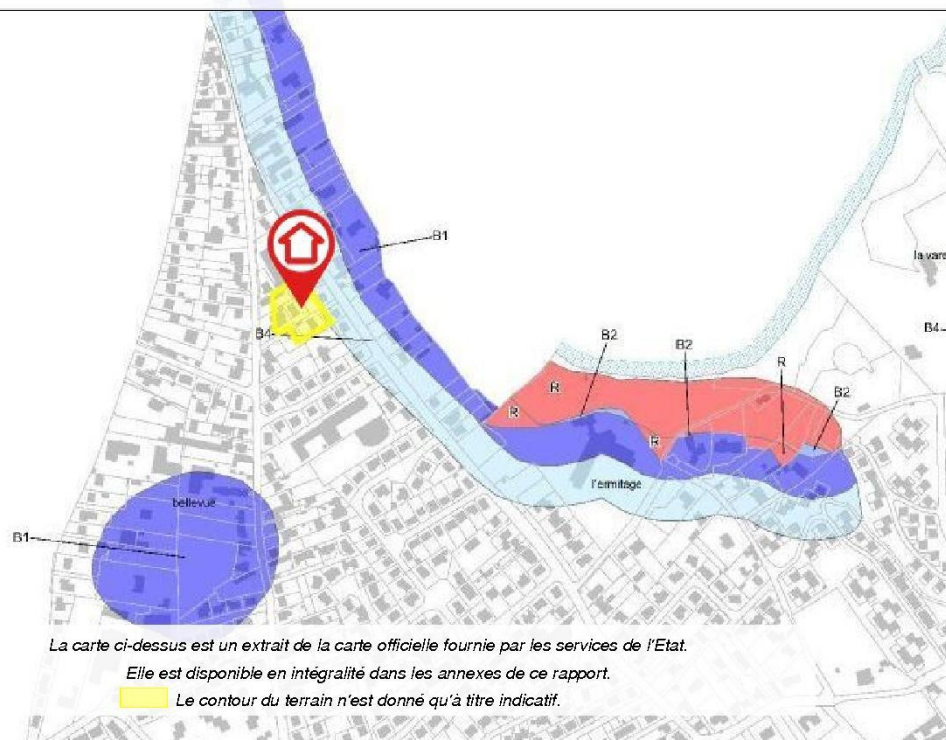 B1
la vare
B4
B4
B2
B2
R
B2
R
R
R
l'ermitage
bellevue
B1
La carte ci-dessus est un extrait de la carte officielle fournie par les services de l'Etat.
Elle est disponible en intégralité dans les annexes de ce rapport.
Le contour du terrain n'est donné qu'à titre indicatif.